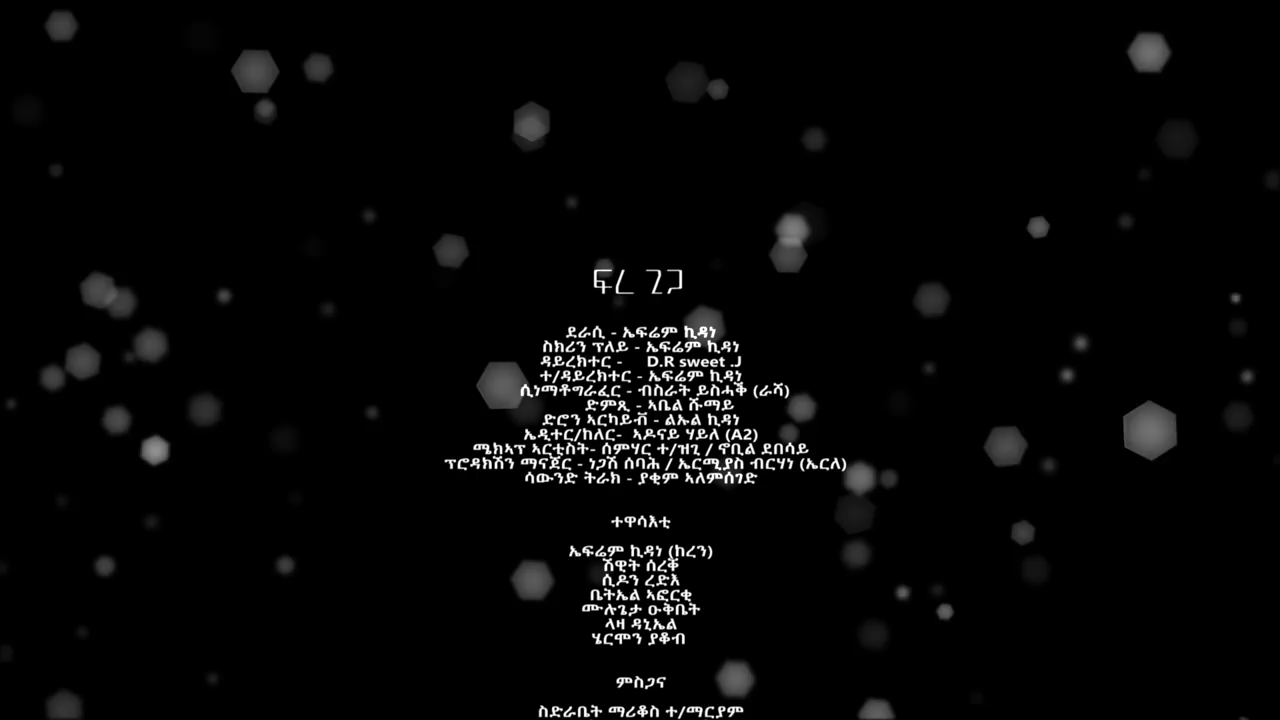 ፍረ ገጋ
ደራሲ - ኤፍሬም ኪዳነ
ስክሪን ፕለይ - ኤፍሬም ኪዳነ
ዳይረክተር - D.R sweet .J
ተ/ዳይረክተር - ኤፍሬም ኪዳነ
ሲነማቶግራፈር - ብስራት ይስሓቅ (ራሻ)
ድምጺ - ኣቤል ሹማይ
ድሮን ኣርካይቭ - ልኡል ኪዳነ
ኤዲተር/ከለር- ኣዶናይ ሃይለ (A2)
ሜክኣፕ ኣርቲስት- ሰምሃር ተ/ዝጊ / ኖቢል ደበሳይ
ፕሮዳክሽን ማናጀር - ነጋሽ ሰባሕ / ኤርሚያስ ብርሃነ (ኤርለ)
ሳውንድ ትራክ - ያቂም ኣለምሰገድ
ተዋሳእቲ
ኤፍሬም ኪዳነ (ከረን)
ሽዊት ሰረቐ
ሲዶን ረድእ
ቤትኤል ኣፎርቂ
ሙሉጌታ ዑቅቤት
ላዛ ዳኒኤል
ሄርሞን ያቆብ
ምስጋና
ስድራቤት ማሪቆስ ተ/ማርያም